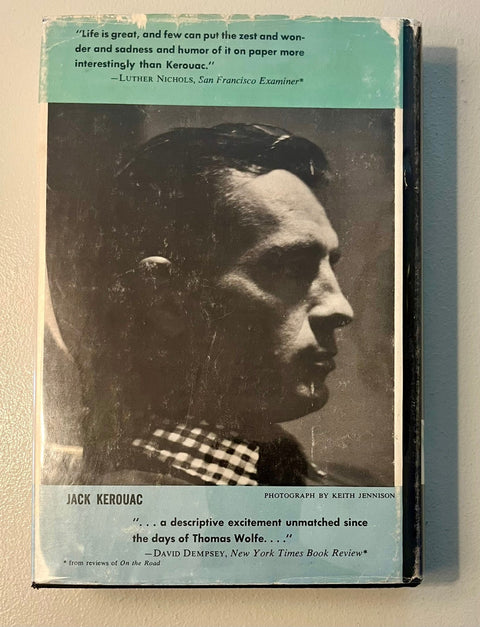 "Life is great, and few can put the zest and won-
der and sadness and humor of it on paper more
interestingly than Kerouac."
—LUTHER NICHOLS, San Francisco Examiner*
JACK KEROUAC
PHOTOGRAPH BY KEITH JENNISON
". . . a descriptive excitement unmatched since
the days of Thomas Wolfe. . . ."
—DAVID DEMPSEY, New York Times Book Review*
* from reviews of On the Road